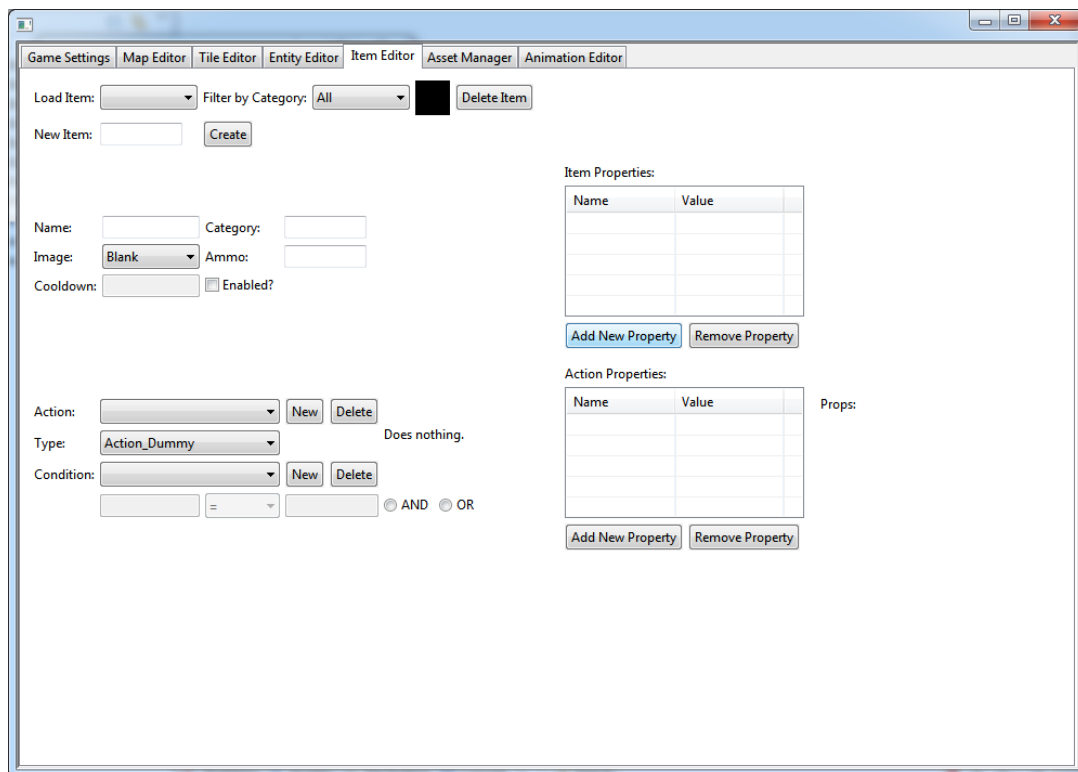 Game Settings Map Editor Tile Editor Entity Editor Item Editor Asset Manager Animation Editor
Load Item: Filter by Category: All Delete Item
New Item: Create
Item Properties:
Name Value
Name: Category:
Image: Blank Ammo:
Cooldown: Enabled?
Add New Property Remove Property
Action Properties:
Name Value Props:
Action: New Delete
Does nothing.
Type: Action_Dummy
Condition: New Delete
= AND OR
Add New Property Remove Property